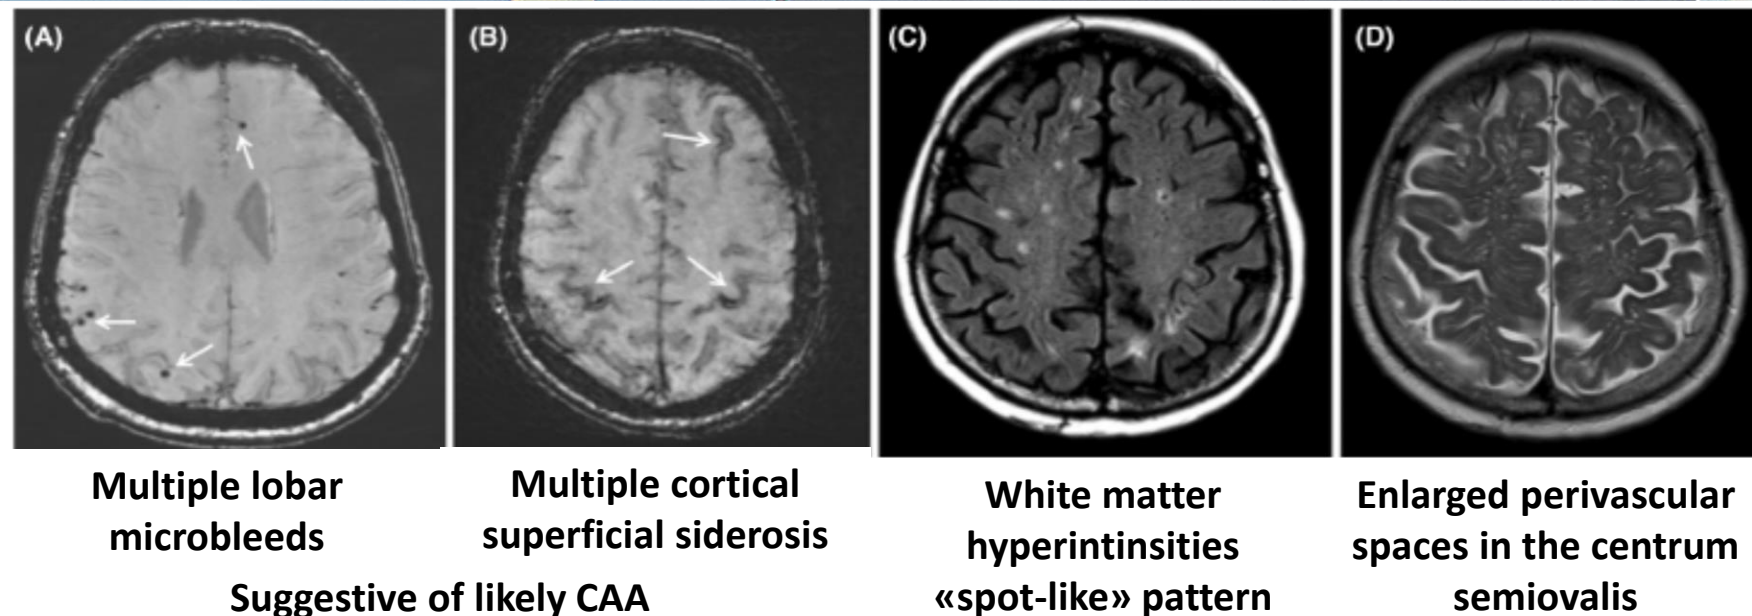 (A)
(B)
(C)
(D)
Multiple lobar
microbleeds
Multiple cortical
superficial siderosis
Suggestive of likely CAA
White matter
hyperintinsities
«spot-like» pattern
Enlarged perivascular
spaces in the centrum
semiovalis